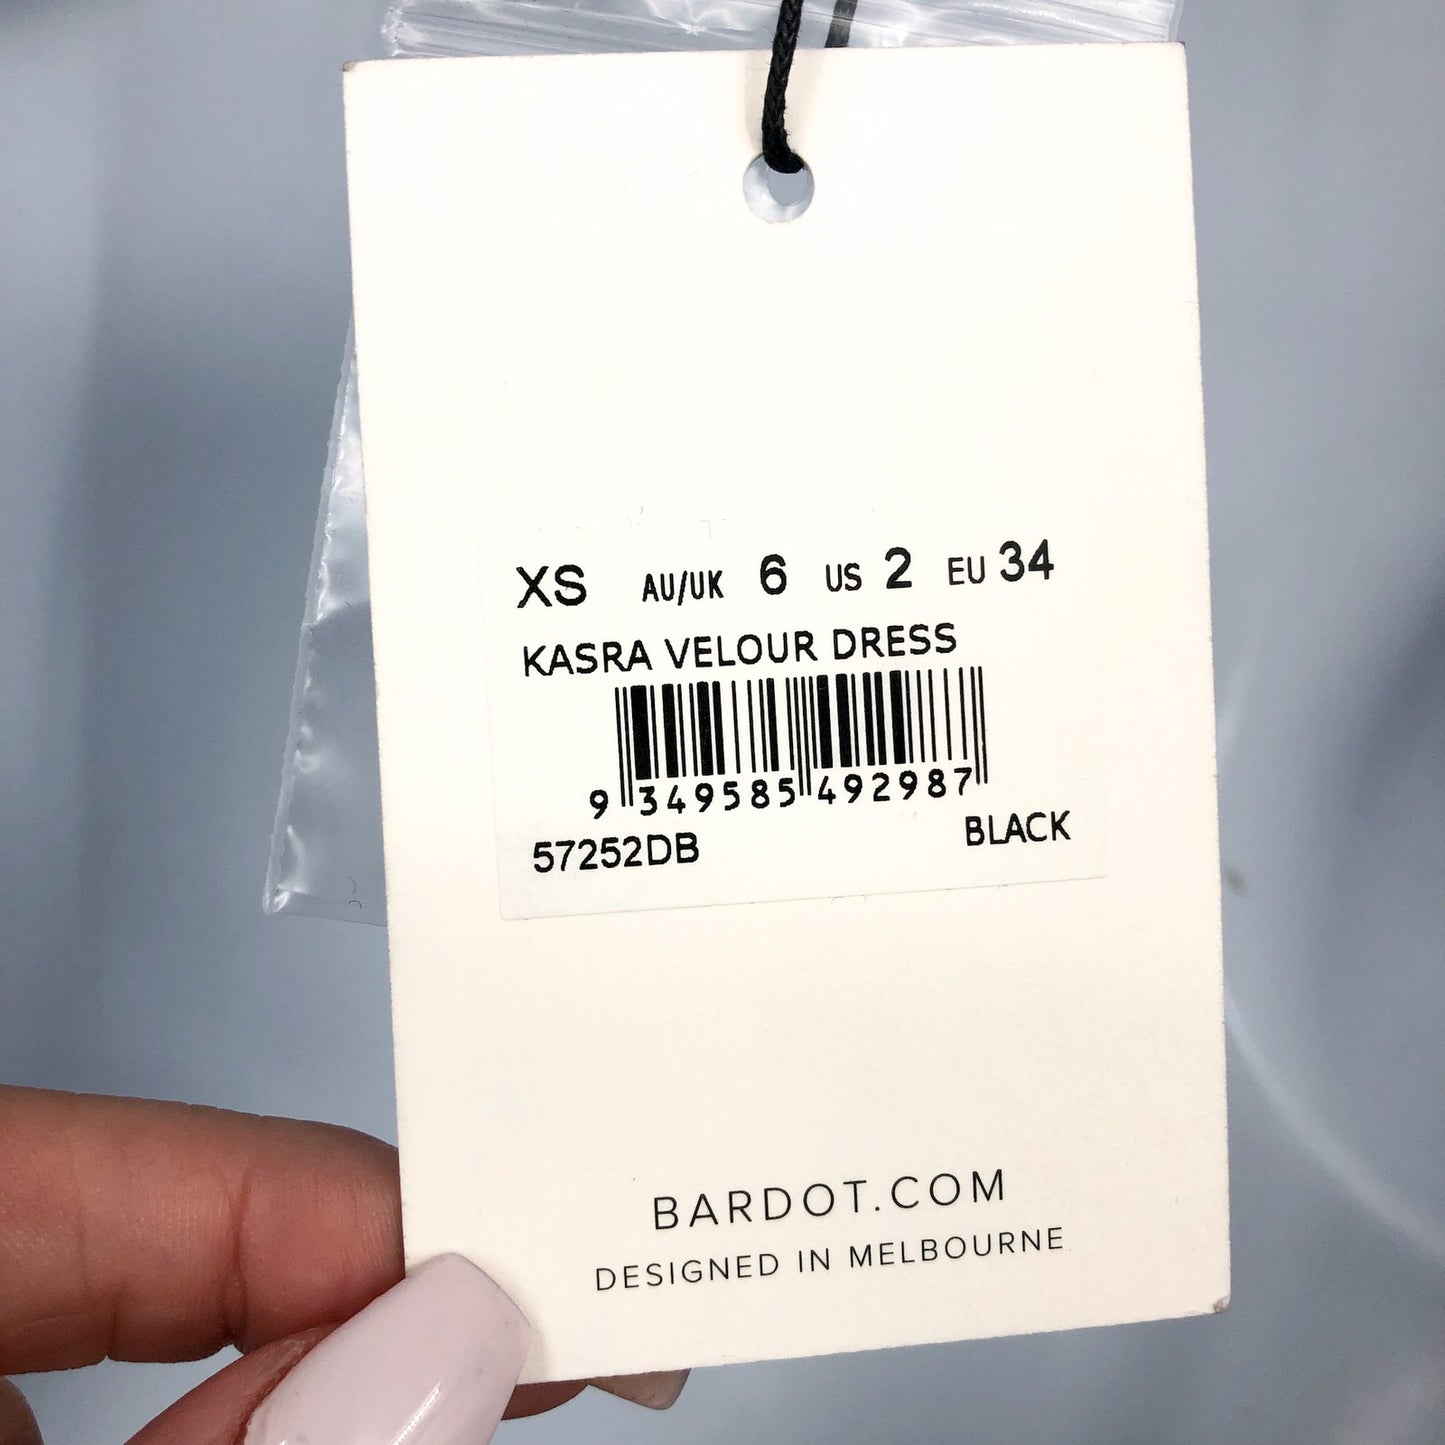 XS AU/UK 6 US 2 EU 34
KASRA VELOUR DRESS
9 349585 492987
57252DB BLACK
BARDOT.COM
DESIGNED IN MELBOURNE